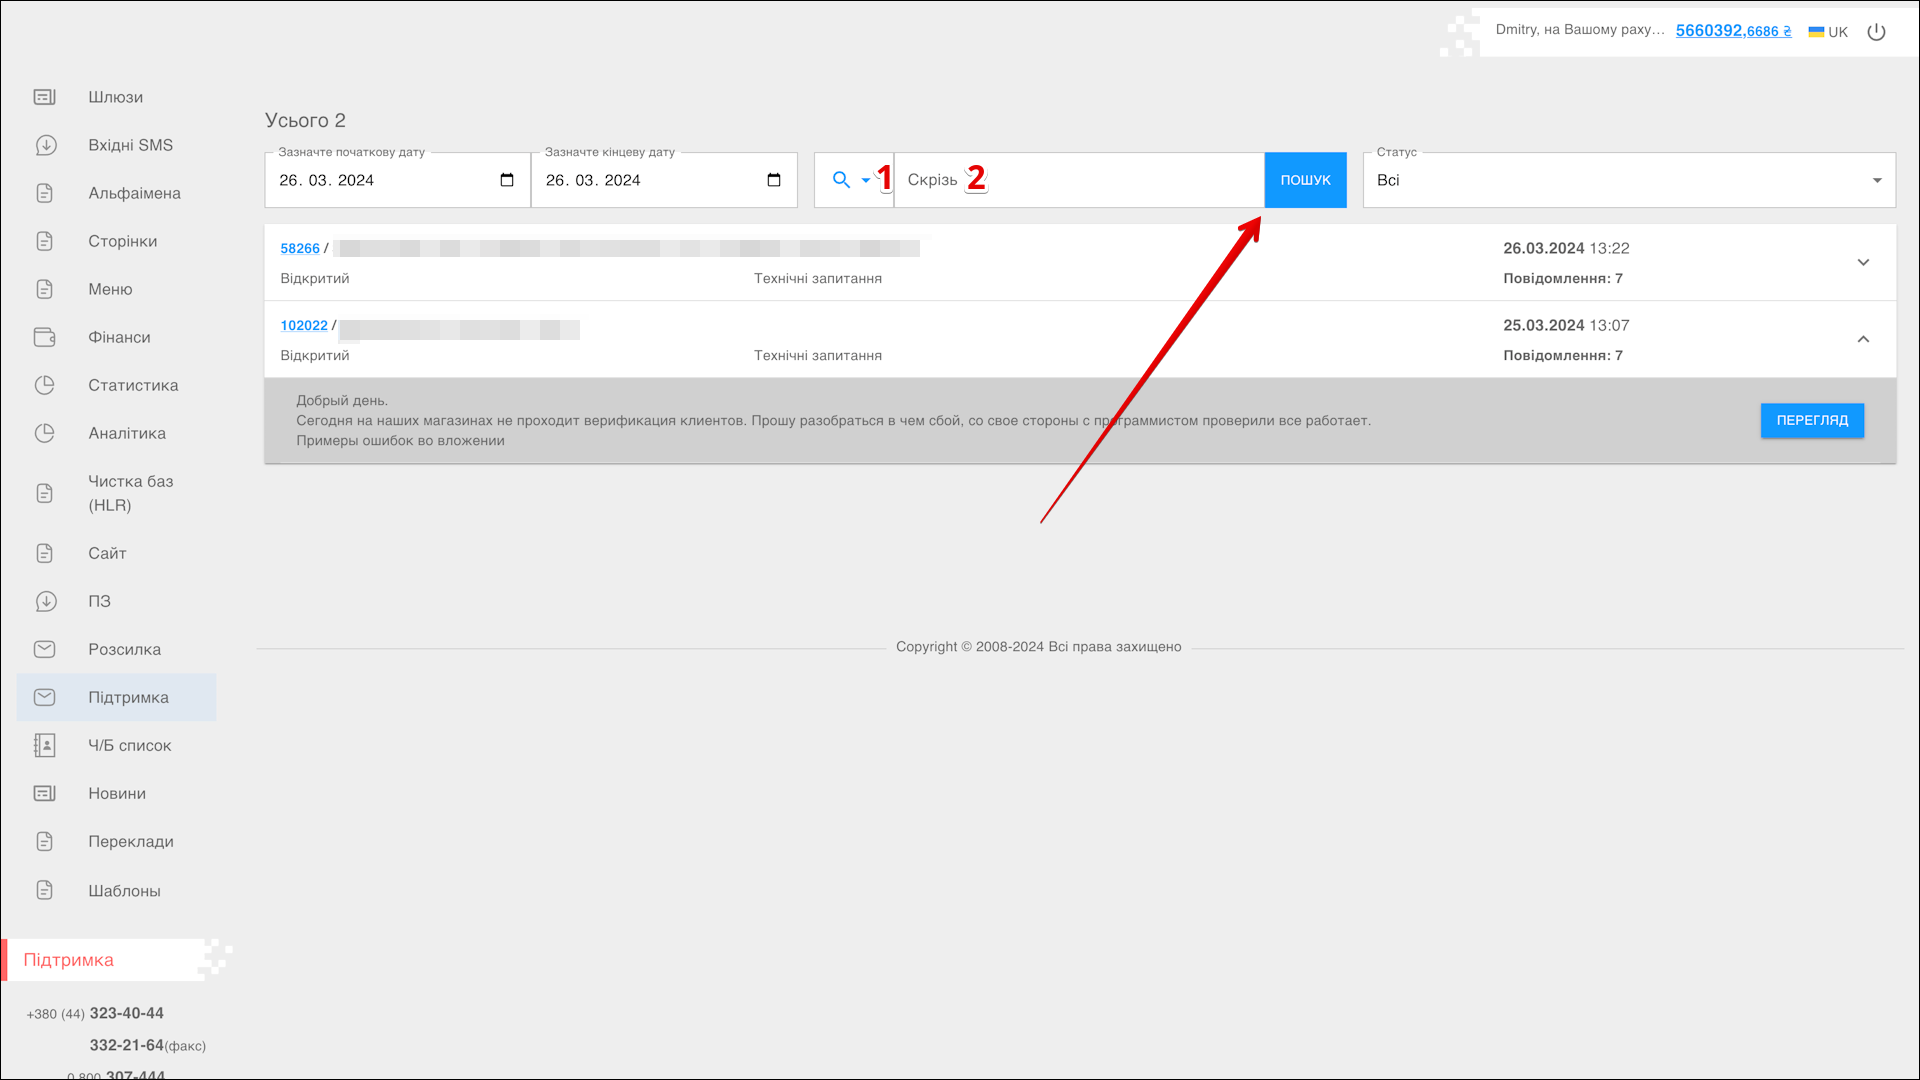 Dmitry, на Вашому раху... 5660392,6686 ₴ UK
Шлюзи
Вхідні SMS
Альфаімена
Сторінки
Меню
Фінанси
Статистика
Аналітика
Чистка баз
(HLR)
Сайт
ПЗ
Розсилка
Підтримка
Ч/Б список
Новини
Переклади
Шаблоны
Підтримка
+380 (44) 323-40-44
332-21-64(факс)
0 800 307-444
Усього 2
Зазначте початкову дату
26. 03. 2024
Зазначте кінцеву дату
26. 03. 2024
1
Скрізь 2
ПОШУК
Статус
Всі
58266 /
26.03.2024 13:22
Відкритий
Технічні запитання
Повідомлення: 7
102022 /
25.03.2024 13:07
Відкритий
Технічні запитання
Повідомлення: 7
Добрый день.
Сегодня на наших магазинах не проходит верификация клиентов. Прошу разобраться в чем сбой, со свое стороны с программистом проверили все работает.
Примеры ошибок во вложении
ПЕРЕГЛЯД
Copyright © 2008-2024 Всі права захищено